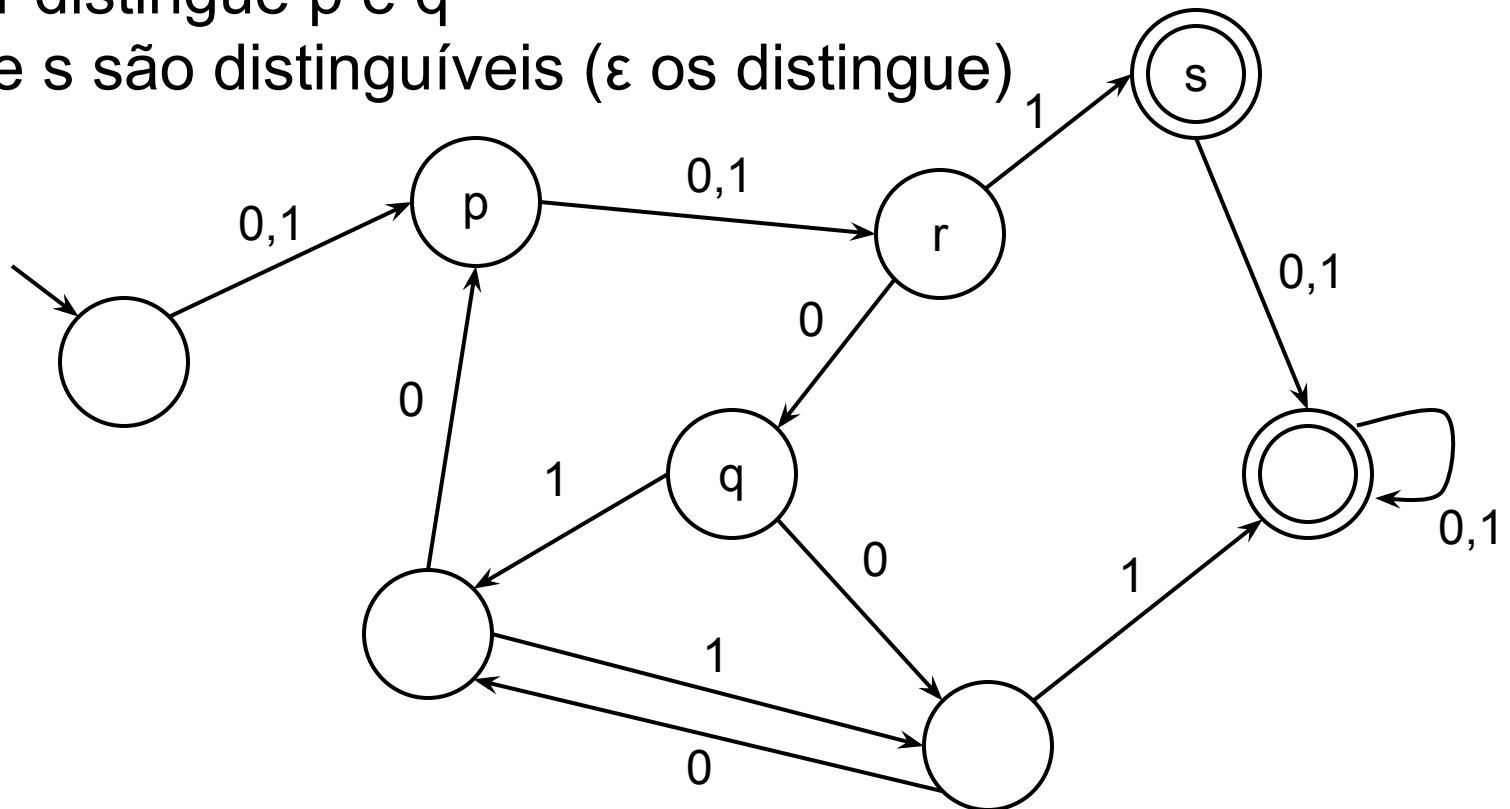 distingue p e q
e s são distinguíveis (ε os distingue)
s
1
p
0,1
r
0,1
0,1
0
0
q
1
0
0,1
1
1
0